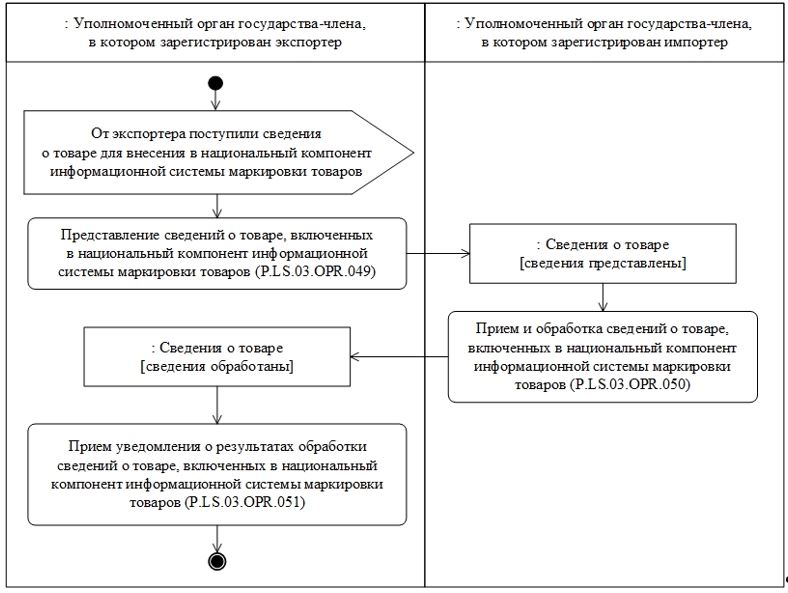 : Уполномоченный орган государства-члена,
в котором зарегистрирован экспортер
: Уполномоченный орган государства-члена,
в котором зарегистрирован импортер
От экспортера поступили сведения
о товаре для внесения в национальный компонент
информационной системы маркировки товаров
Представление сведений о товаре, включенных
в национальный компонент информационной
системы маркировки товаров (P.LS.03.OPR.049)
: Сведения о товаре
[сведения представлены]
Прием и обработка сведений о товаре,
включенных в национальный компонент
информационной системы маркировки
товаров (P.LS.03.OPR.050)
: Сведения о товаре
[сведения обработаны]
Прием уведомления о результатах обработки
сведений о товаре, включенных в национальный
компонент информационной системы маркировки
товаров (P.LS.03.OPR.051)